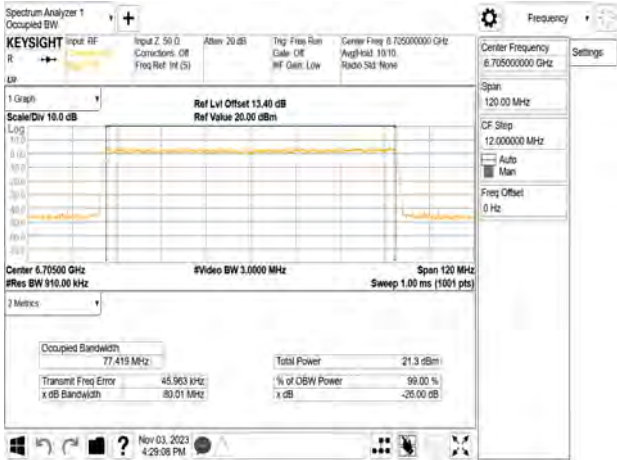 Spectrum Analyzer 1
Occupied BW
+
Frequency
KEYSIGHT Input: RF
R
Input Z: 50 Ω
Corrections: Off
Freq Ref: Int (S)
Atten: 20 dB
Trig: Free Run
Gate: Off
#IF Gain: Low
Center Freq: 6.705000000 GHz
Avg|Hold: 10/10
Radio Std: None
Center Frequency
6.705000000 GHz
Settings
Span
120.00 MHz
CF Step
12.000000 MHz
Auto
Man
Freq Offset
0 Hz
1 Graph
Scale/Div 10.0 dB
Ref Lvl Offset 13.40 dB
Ref Value 20.00 dBm
Log
10.0
0.00
Center 6.70500 GHz
#Res BW 910.00 kHz
#Video BW 3.0000 MHz
Span 120 MHz
Sweep 1.00 ms (1001 pts)
2 Metrics
Occupied Bandwidth
77.419 MHz
Total Power 21.3 dBm
Transmit Freq Error 45.963 kHz
% of OBW Power 99.00 %
x dB Bandwidth 80.01 MHz
x dB -26.00 dB
?
Nov 03, 2023
4:29:08 PM